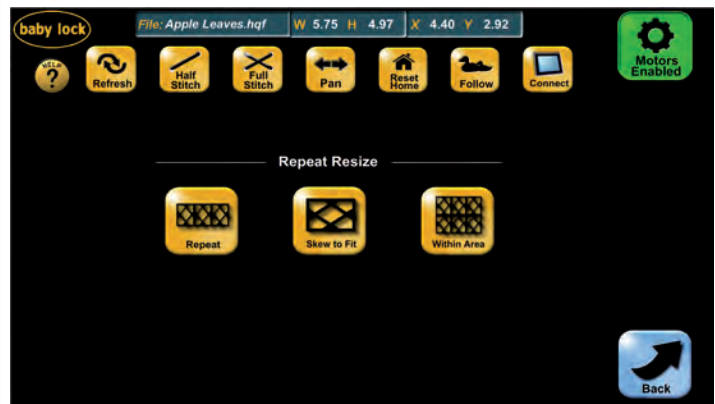 baby lock
File: Apple Leaves.hqf W 5.75 H 4.97 X 4.40 Y 2.92
HELP
?
Refresh
Half
Stitch
Full
Stitch
Pan
Reset
Home
Follow
Connect
Motors
Enabled
Repeat Resize
Repeat
Skew to Fit
Within Area
Back